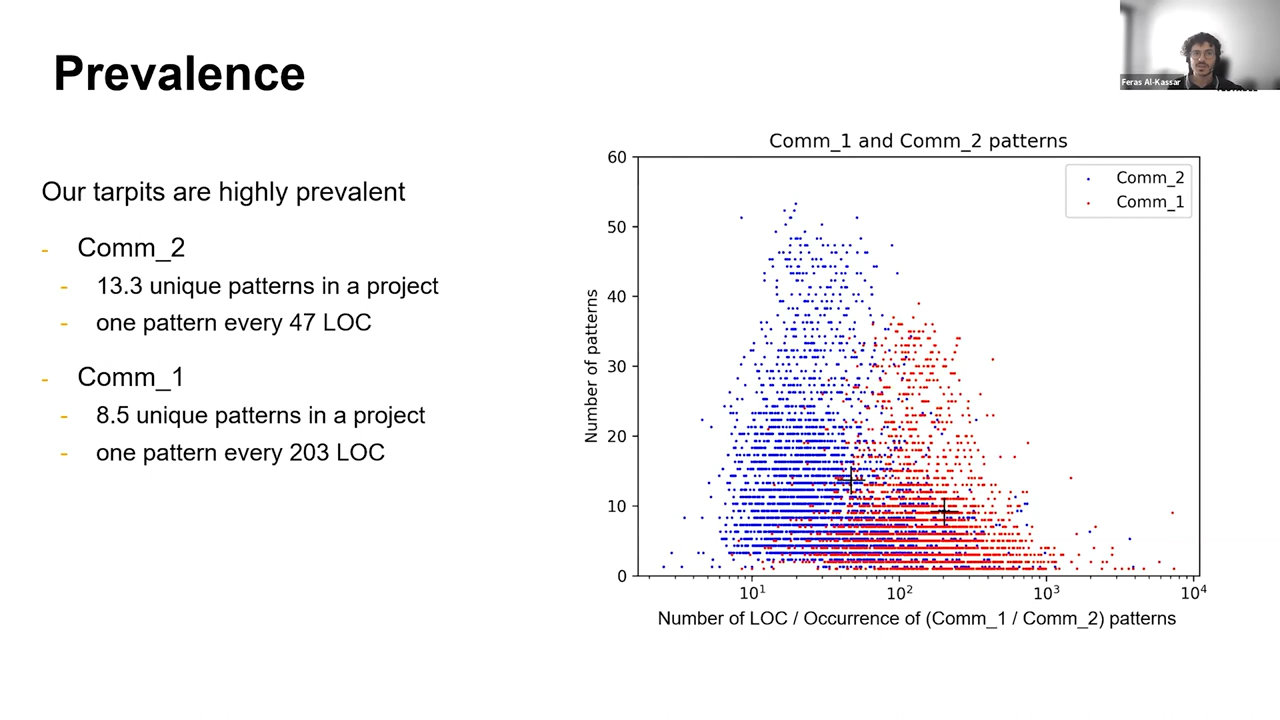 Prevalence
Feras Al-Kassar
Our tarpits are highly prevalent
- Comm_2
- 13.3 unique patterns in a project
- one pattern every 47 LOC
- Comm_1
- 8.5 unique patterns in a project
- one pattern every 203 LOC
Comm_1 and Comm_2 patterns
Comm_2
Comm_1
Number of patterns
60
50
40
30
20
10
0
10¹ 10² 10³ 10⁴
Number of LOC / Occurrence of (Comm_1 / Comm_2) patterns